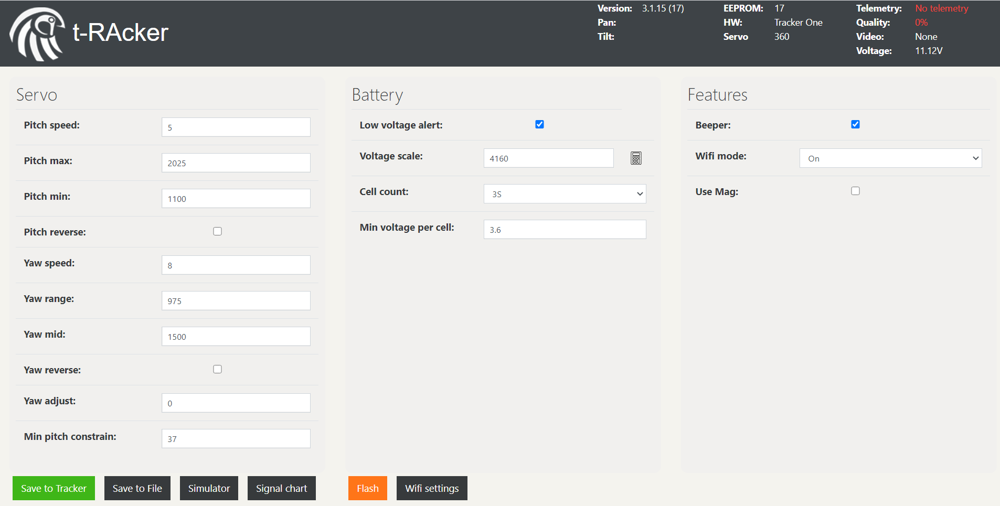 t-RAcker
Version: 3.1.15 (17)
Pan:
Tilt:
EEPROM: 17
HW: Tracker One
Servo 360
Telemetry: No telemetry
Quality: 0%
Video: None
Voltage: 11.12V
Servo
Pitch speed: 5
Pitch max: 2025
Pitch min: 1100
Pitch reverse:
Yaw speed: 8
Yaw range: 975
Yaw mid: 1500
Yaw reverse:
Yaw adjust: 0
Min pitch constrain: 37
Battery
Low voltage alert:
Voltage scale: 4160
Cell count: 3S
Min voltage per cell: 3.6
Features
Beeper:
Wifi mode: On
Use Mag:
Save to Tracker Save to File Simulator Signal chart Flash Wifi settings